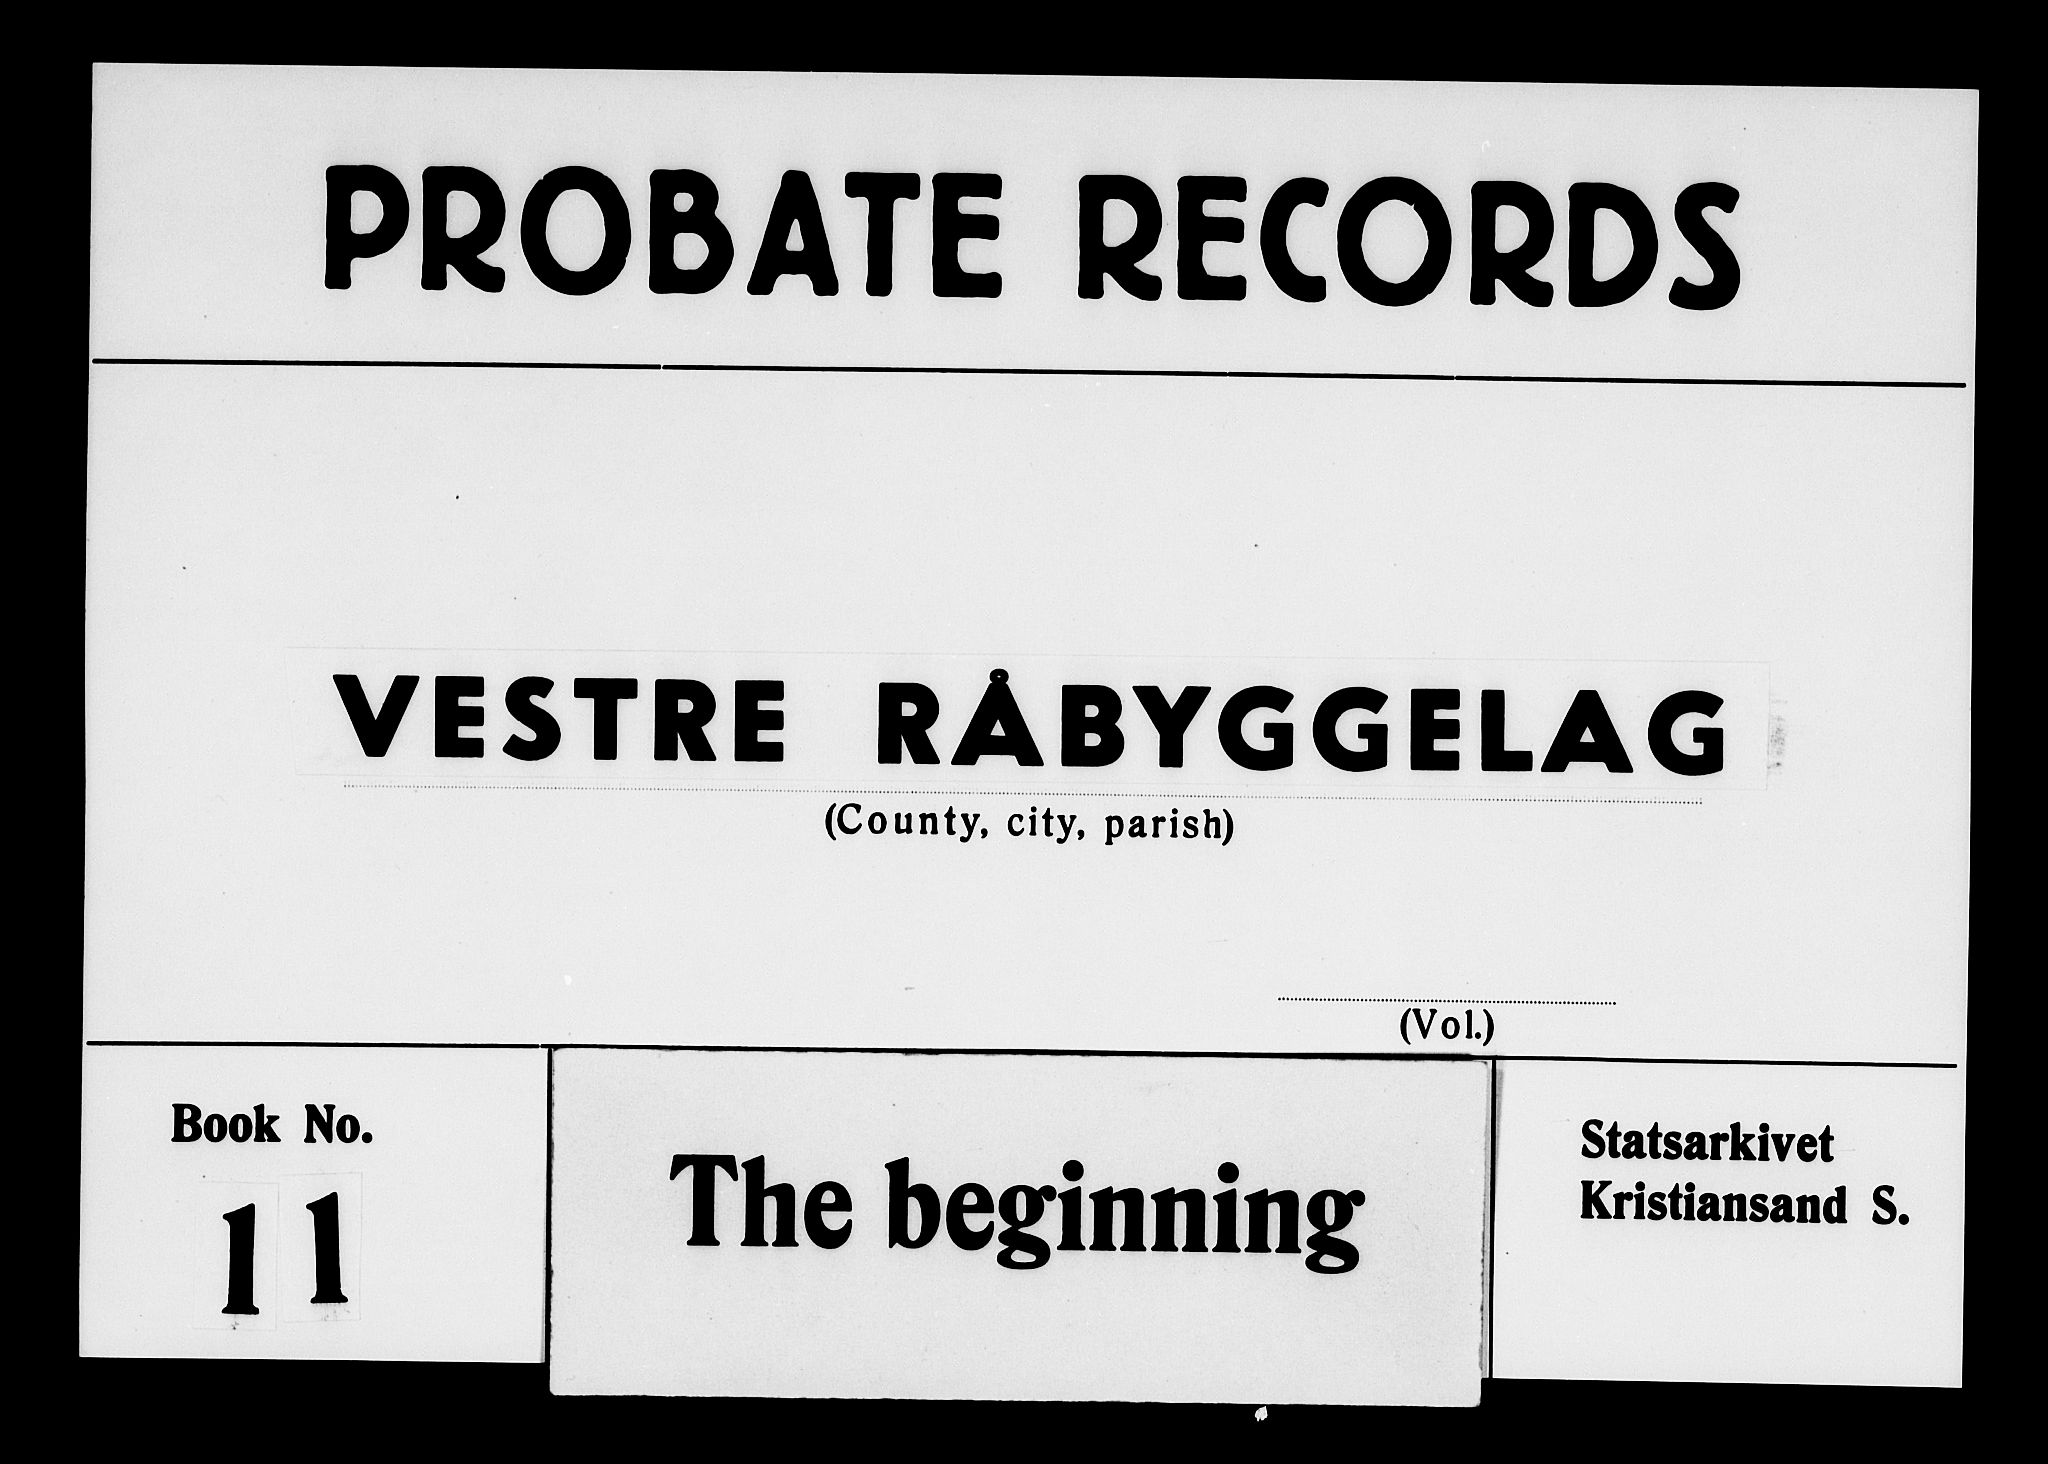 PROBATE RECORDS
VESTRE RÅBYGGELAG
(County, city, parish)
(Vol.)
Book No.
11
The beginning
Statsarkivet
Kristiansand S.